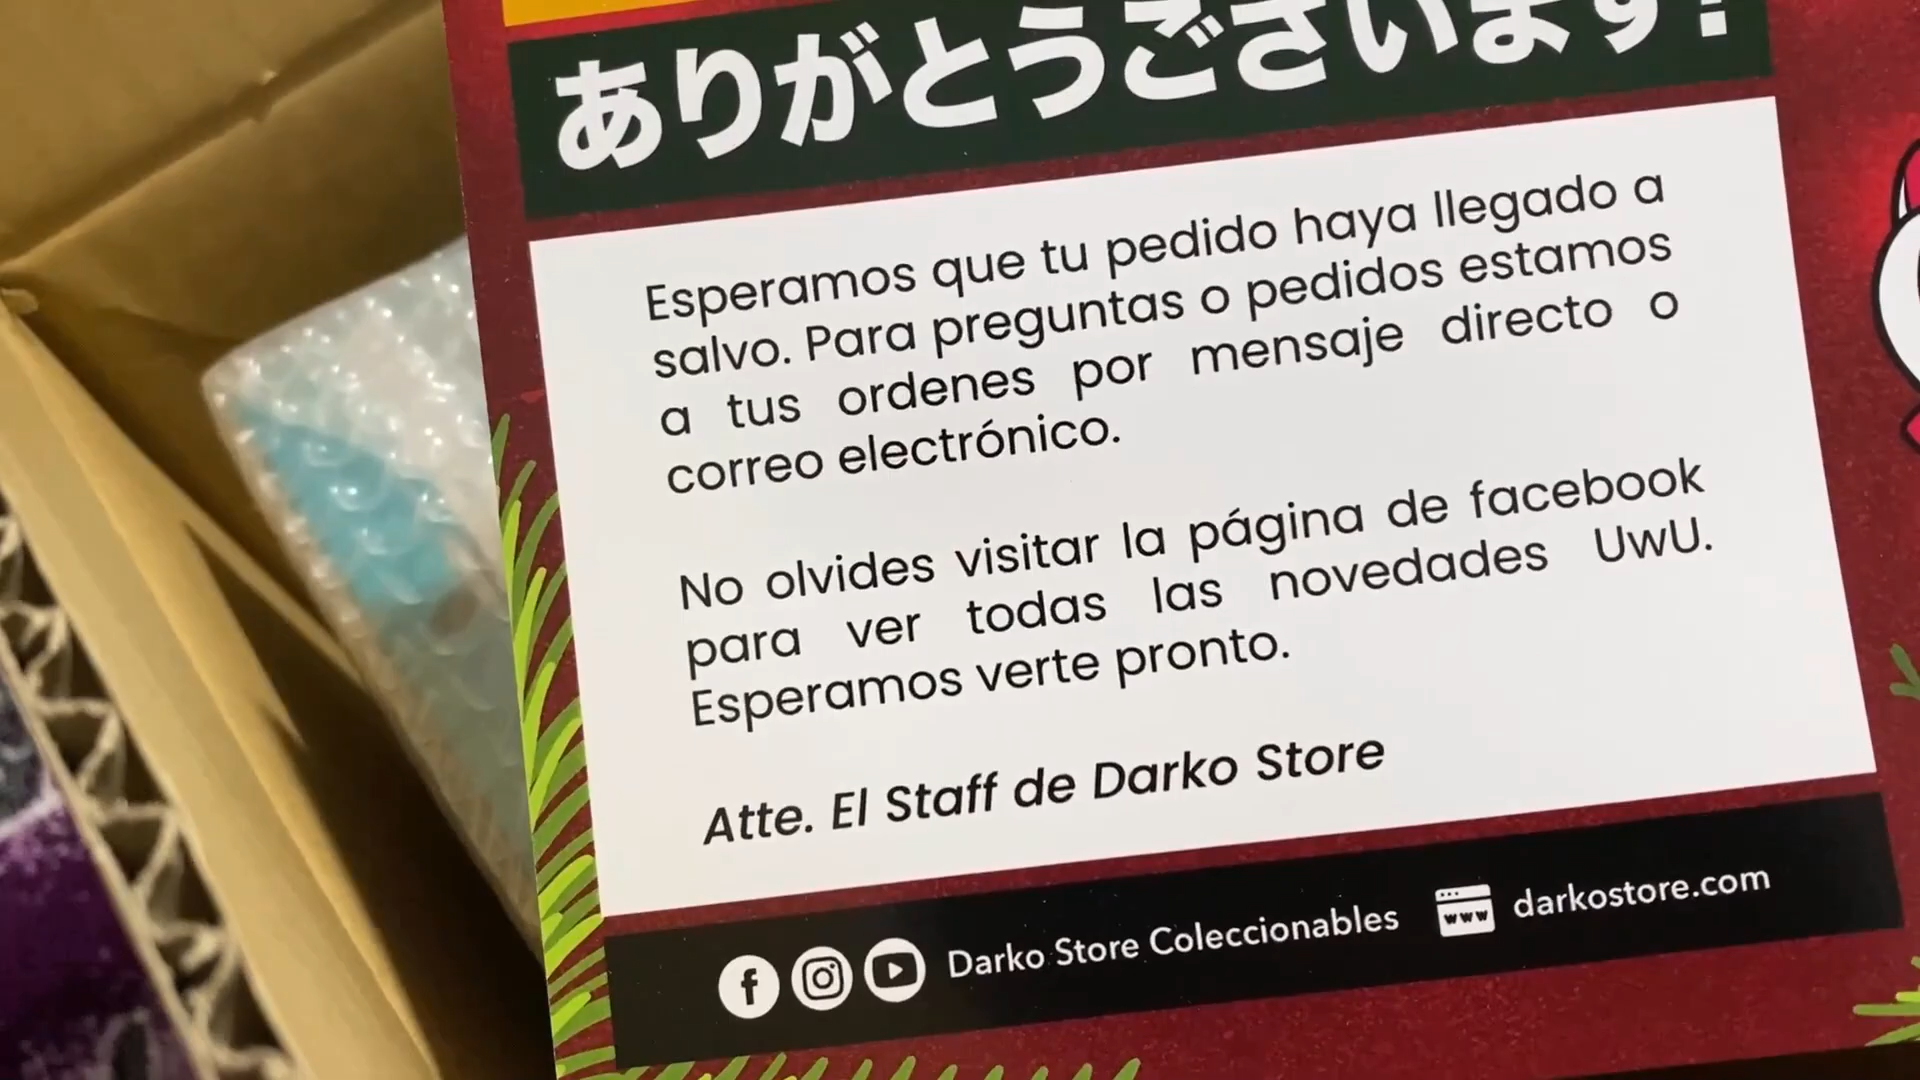 ありがとうございます!
Esperamos que tu pedido haya llegado a
salvo. Para preguntas o pedidos estamos
a tus ordenes por mensaje directo o
correo electrónico.
No olvides visitar la página de facebook
para ver todas las novedades UwU.
Esperamos verte pronto.
Atte. El Staff de Darko Store
Darko Store Coleccionables
www
darkostore.com